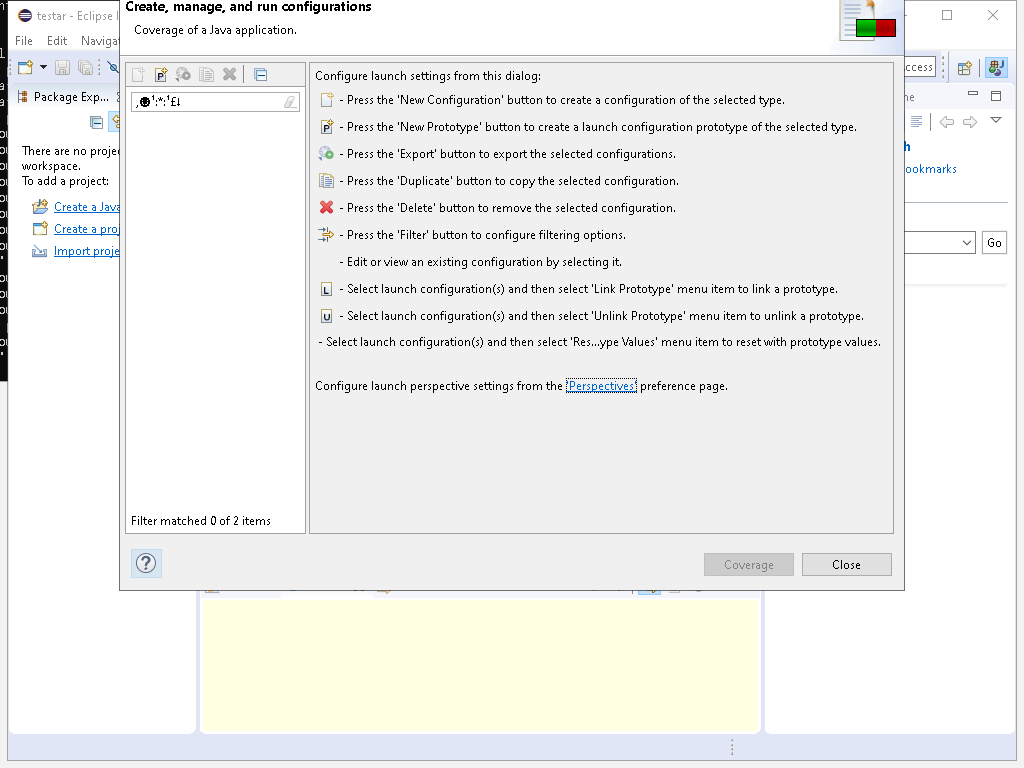 Create, manage, and run configurations
Coverage of a Java application.
testar - Eclipse I
File Edit Navigat
Package Exp...
There are no proje
workspace.
To add a project:
Create a Java
Create a proj
Import proje
Filter matched 0 of 2 items
Configure launch settings from this dialog:
- Press the 'New Configuration' button to create a configuration of the selected type.
- Press the 'New Prototype' button to create a launch configuration prototype of the selected type.
- Press the 'Export' button to export the selected configurations.
- Press the 'Duplicate' button to copy the selected configuration.
- Press the 'Delete' button to remove the selected configuration.
- Press the 'Filter' button to configure filtering options.
- Edit or view an existing configuration by selecting it.
- Select launch configuration(s) and then select 'Link Prototype' menu item to link a prototype.
- Select launch configuration(s) and then select 'Unlink Prototype' menu item to unlink a prototype.
- Select launch configuration(s) and then select 'Res...ype Values' menu item to reset with prototype values.
Configure launch perspective settings from the Perspectives preference page.
Coverage
Close
ccess
ne
h
ookmarks
Go